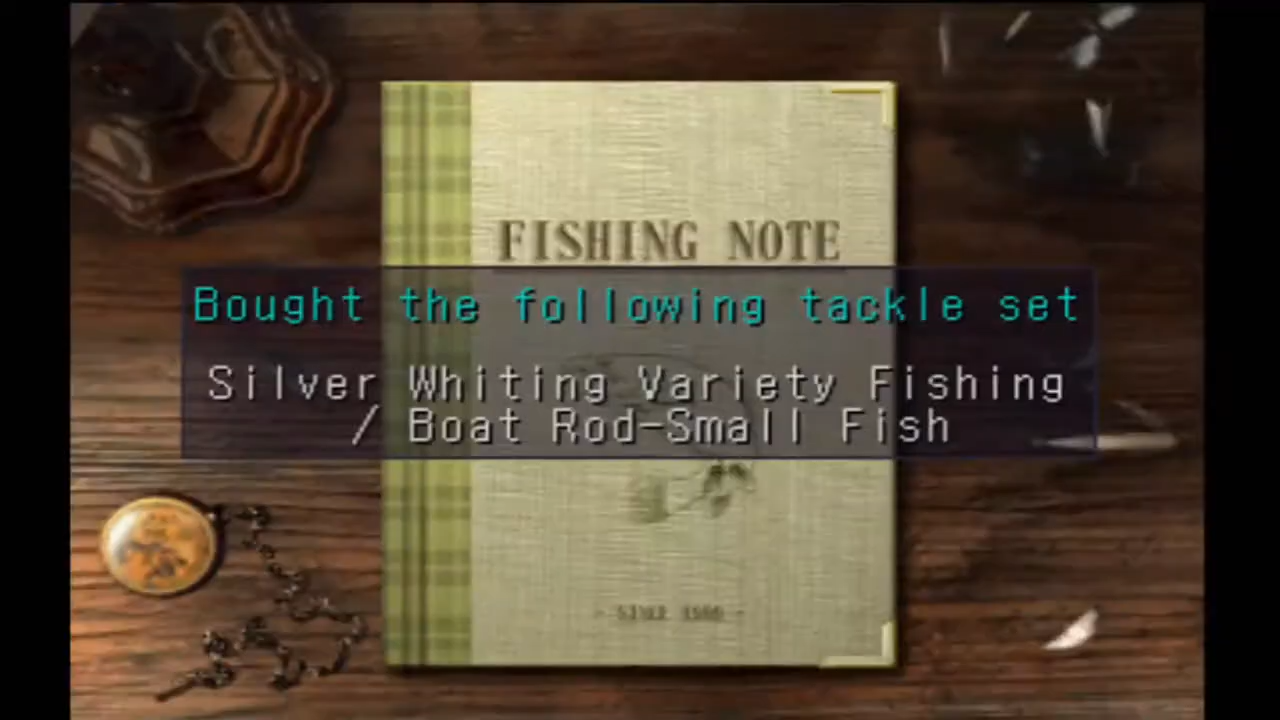 FISHING NOTE
Bought the following tackle set
Silver Whiting Variety Fishing
/ Boat Rod-Small Fish